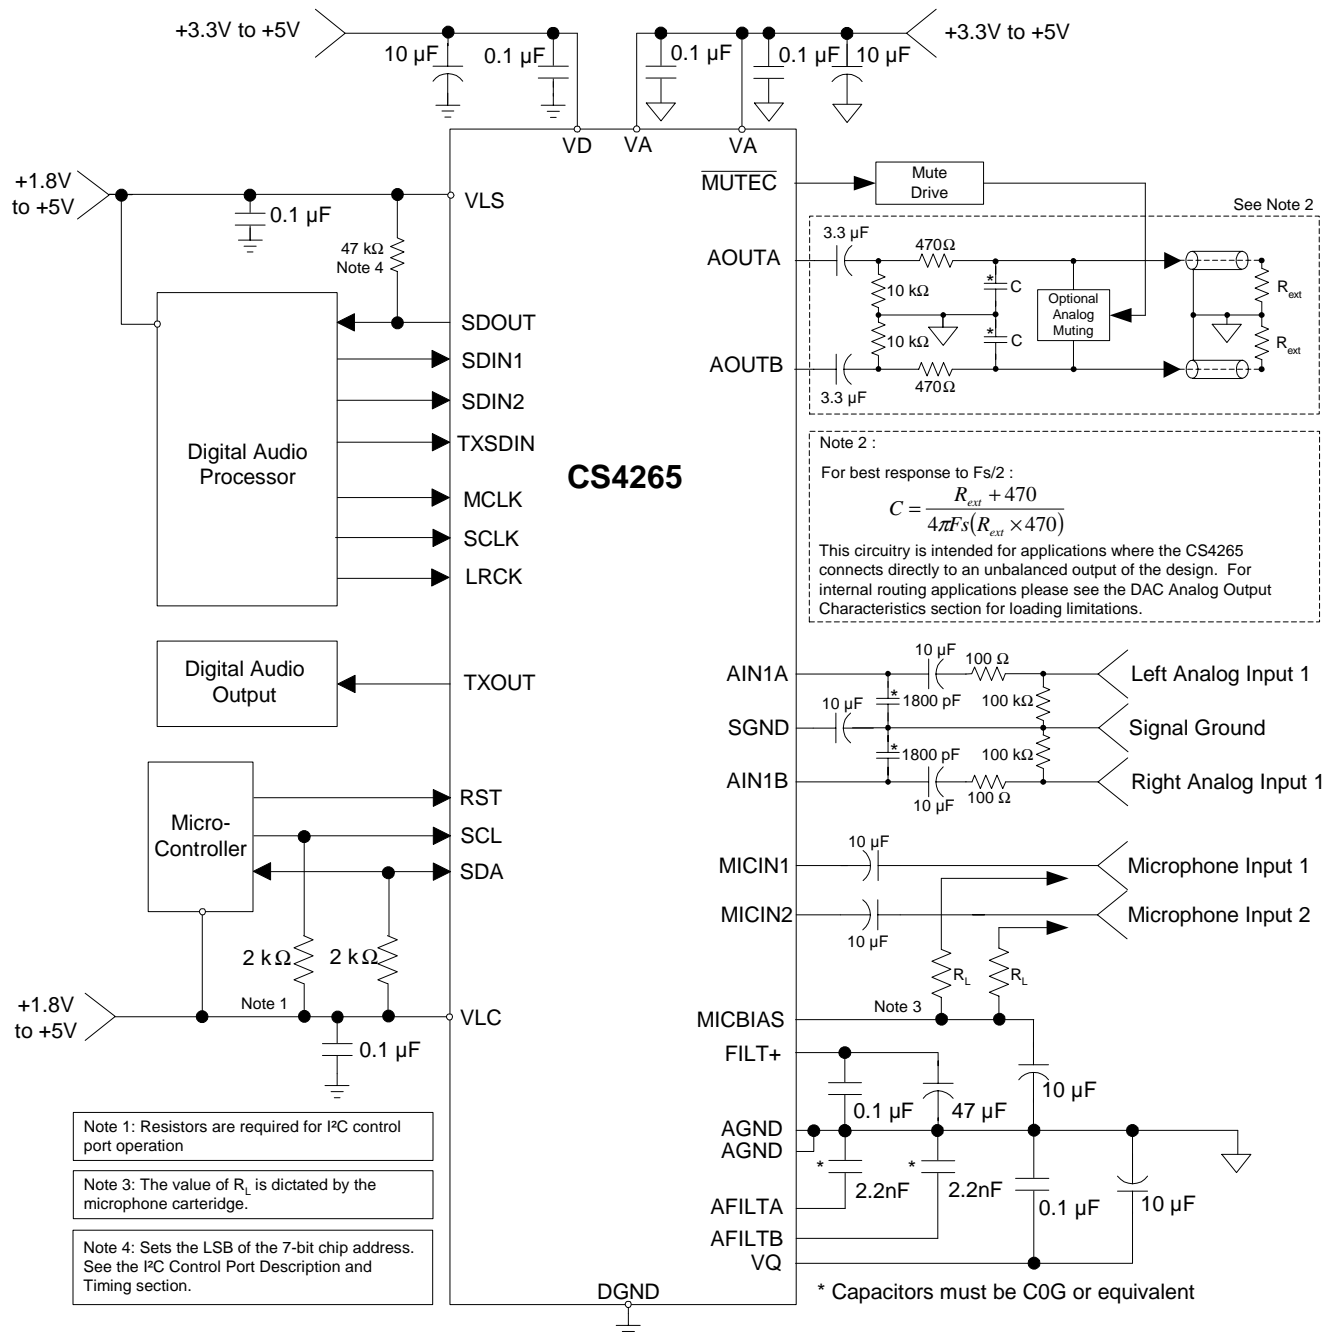 +3.3V to +5V
10 µF
0.1 µF
0.1 µF
0.1 µF
10 µF
+3.3V to +5V
VD
VA
VA
+1.8V
to +5V
0.1 µF
VLS
47 kΩ
Note 4
MUTEC
Mute
Drive
See Note 2
3.3 µF
AOUTA
470Ω
10 kΩ
C
Optional
Analog
Muting
R_ext
10 kΩ
C
R_ext
AOUTB
470Ω
3.3 µF
SDOUT
SDIN1
SDIN2
TXSDIN
MCLK
SCLK
LRCK
Digital Audio
Processor
CS4265
Note 2 :
For best response to Fs/2 :
C = (R_ext + 470) / (4πFs(R_ext × 470))
This circuitry is intended for applications where the CS4265
connects directly to an unbalanced output of the design. For
internal routing applications please see the DAC Analog Output
Characteristics section for loading limitations.
Digital Audio
Output
TXOUT
AIN1A
10 µF
100 Ω
Left Analog Input 1
1800 pF
100 kΩ
10 µF
SGND
Signal Ground
1800 pF
100 kΩ
AIN1B
10 µF
100 Ω
Right Analog Input 1
Micro-
Controller
RST
SCL
SDA
MICIN1
10 µF
Microphone Input 1
MICIN2
10 µF
Microphone Input 2
2 kΩ
2 kΩ
R_L
R_L
+1.8V
to +5V
Note 1
VLC
0.1 µF
Note 3
MICBIAS
FILT+
0.1 µF
47 µF
10 µF
AGND
AGND
*
2.2nF
*
2.2nF
0.1 µF
10 µF
AFILTA
AFILTB
VQ
Note 1: Resistors are required for I²C control
port operation
Note 3: The value of R_L is dictated by the
microphone carteridge.
Note 4: Sets the LSB of the 7-bit chip address.
See the I²C Control Port Description and
Timing section.
DGND
* Capacitors must be C0G or equivalent